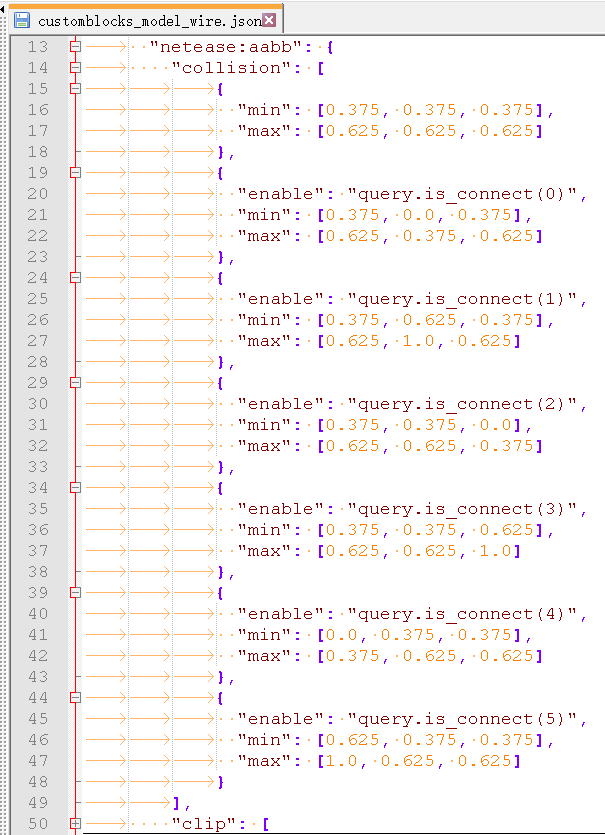 customblocks_model_wire.json
13 "netease:aabb": {
14 "collision": [
15 {
16 "min": [0.375, 0.375, 0.375],
17 "max": [0.625, 0.625, 0.625]
18 },
19 {
20 "enable": "query.is_connect(0)",
21 "min": [0.375, 0.0, 0.375],
22 "max": [0.625, 0.375, 0.625]
23 },
24 {
25 "enable": "query.is_connect(1)",
26 "min": [0.375, 0.625, 0.375],
27 "max": [0.625, 1.0, 0.625]
28 },
29 {
30 "enable": "query.is_connect(2)",
31 "min": [0.375, 0.375, 0.0],
32 "max": [0.625, 0.625, 0.375]
33 },
34 {
35 "enable": "query.is_connect(3)",
36 "min": [0.375, 0.375, 0.625],
37 "max": [0.625, 0.625, 1.0]
38 },
39 {
40 "enable": "query.is_connect(4)",
41 "min": [0.0, 0.375, 0.375],
42 "max": [0.375, 0.625, 0.625]
43 },
44 {
45 "enable": "query.is_connect(5)",
46 "min": [0.625, 0.375, 0.375],
47 "max": [1.0, 0.625, 0.625]
48 }
49 ],
50 "clip": [